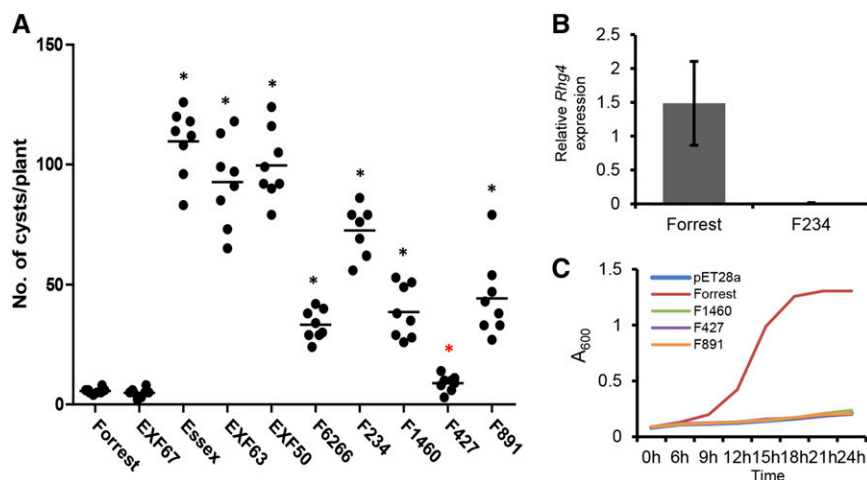 A
No. of cysts/plant
150
100
50
0
*
*
*
*
*
*
*
*
Forrest
EXF67
Essex
EXF63
EXF50
F6266
F234
F1460
F427
F891
B
Relative Rhg4
expression
2.5
2
1.5
1
0.5
0
Forrest
F234
C
A600
1.5
1
0.5
0
pET28a
Forrest
F1460
F427
F891
0h 6h 9h 12h 15h 18h 21h 24h
Time